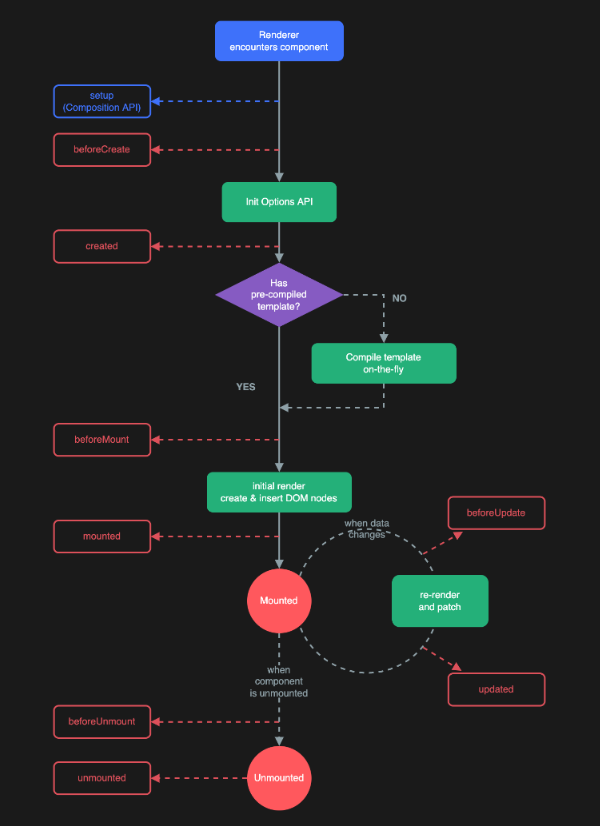 Renderer
encounters component
setup
(Composition API)
beforeCreate
Init Options API
created
Has
pre-compiled
template?
NO
Compile template
on-the-fly
YES
beforeMount
initial render
create & insert DOM nodes
mounted
when data
changes
beforeUpdate
Mounted
re-render
and patch
when
component
is unmounted
updated
beforeUnmount
unmounted
Unmounted